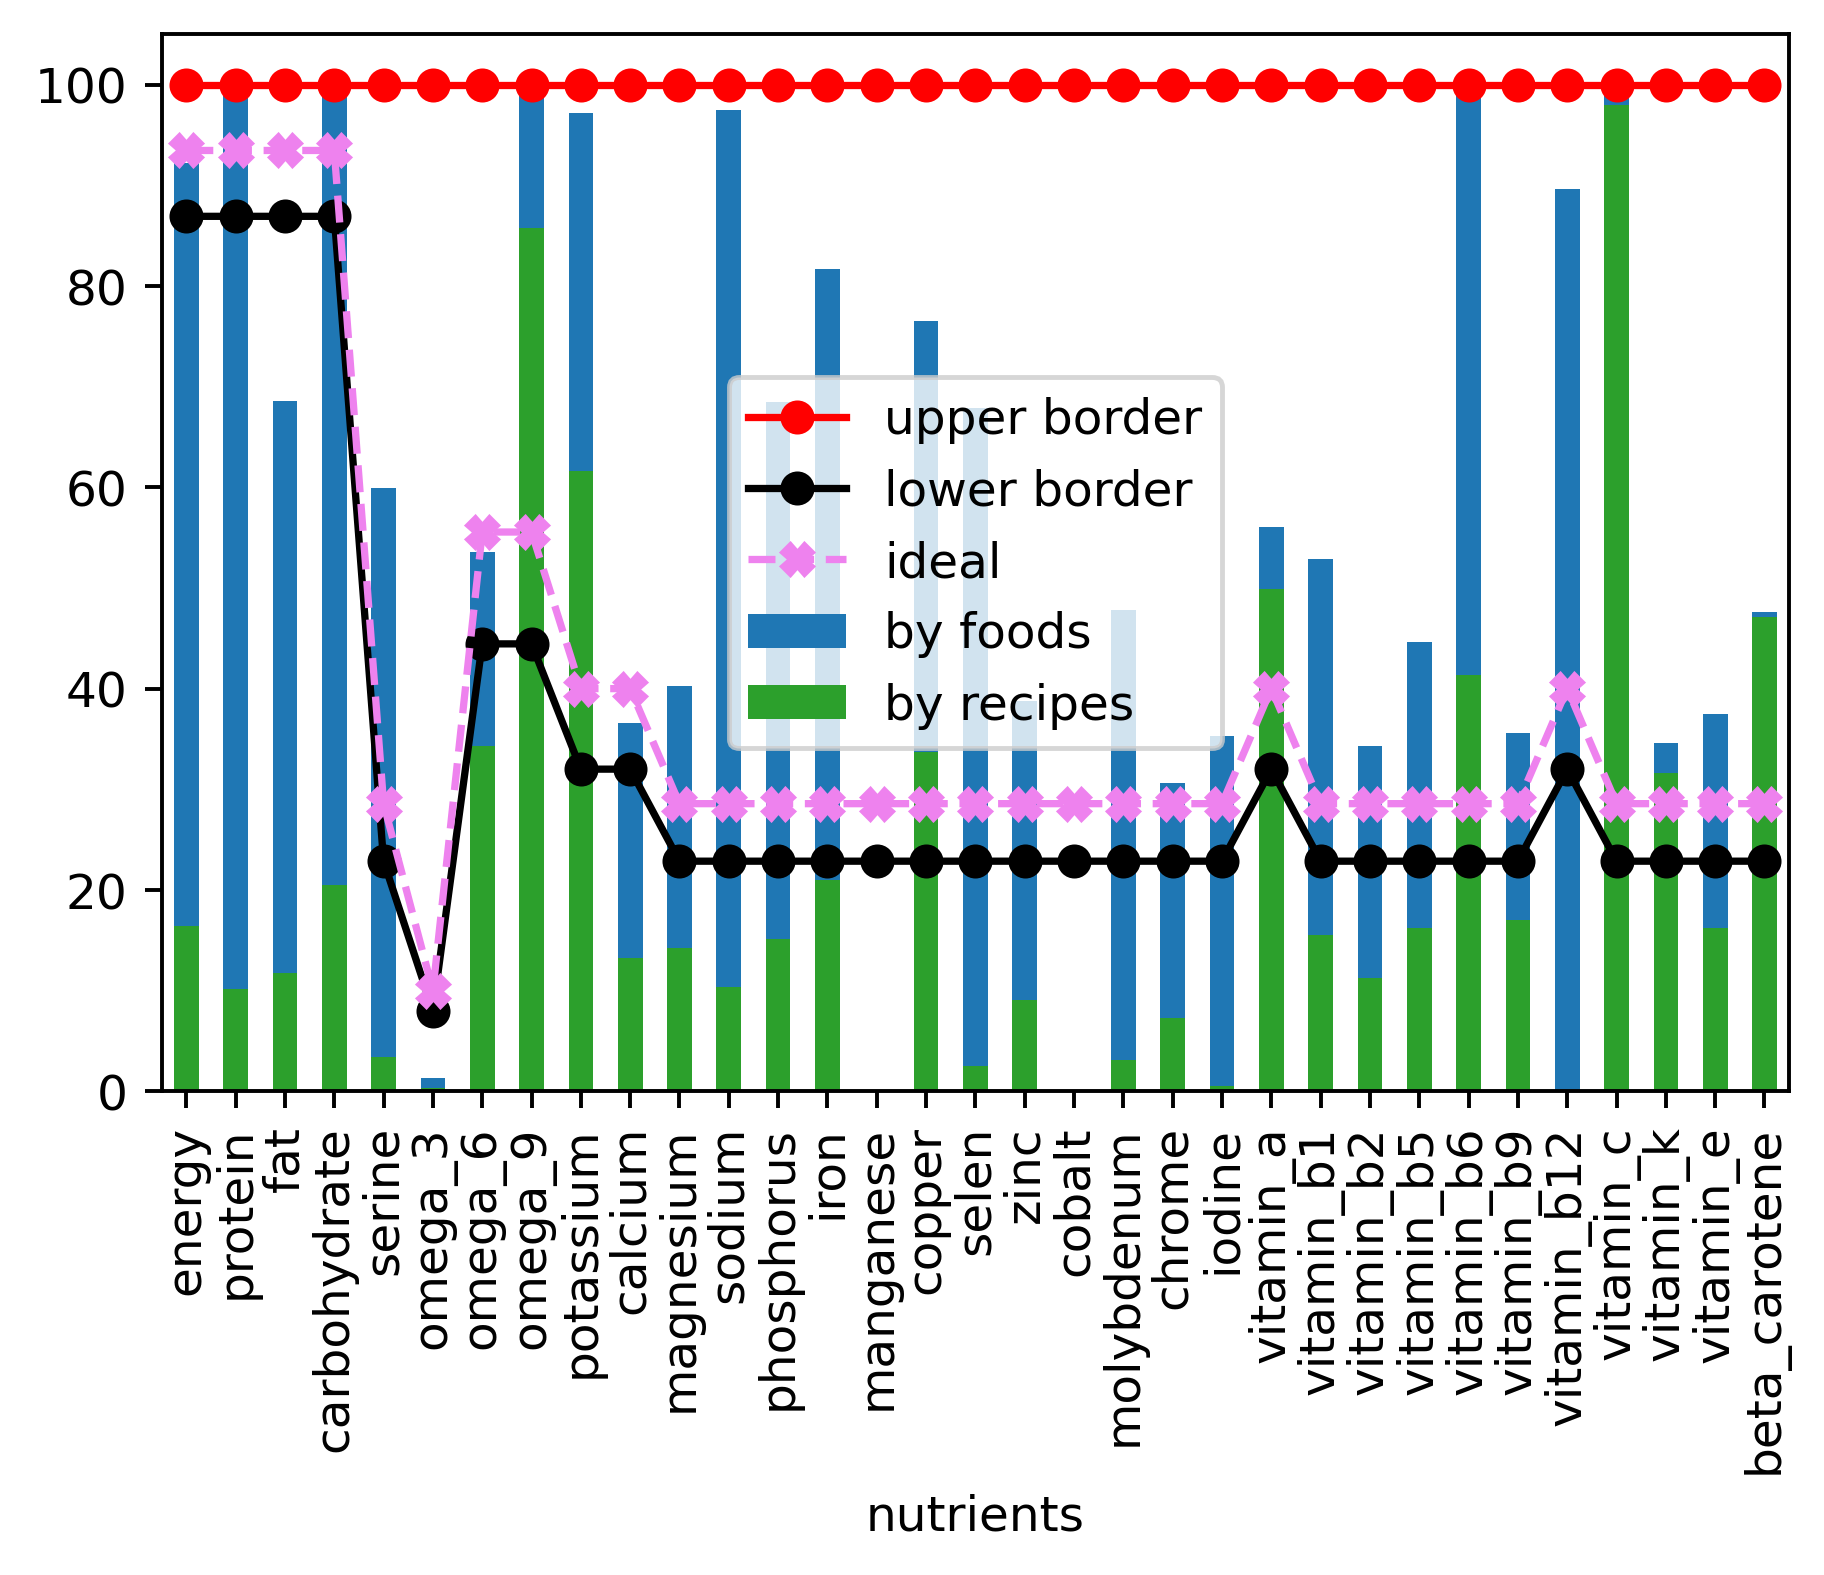 100
80
60
40
20
0
upper border
lower border
ideal
by foods
by recipes
energy
protein
fat
carbohydrate
serine
omega_3
omega_6
omega_9
potassium
calcium
magnesium
sodium
phosphorus
iron
manganese
copper
selen
zinc
cobalt
molybdenum
chrome
iodine
vitamin_a
vitamin_b1
vitamin_b2
vitamin_b5
vitamin_b6
vitamin_b9
vitamin_b12
vitamin_c
vitamin_k
vitamin_e
beta_carotene
nutrients